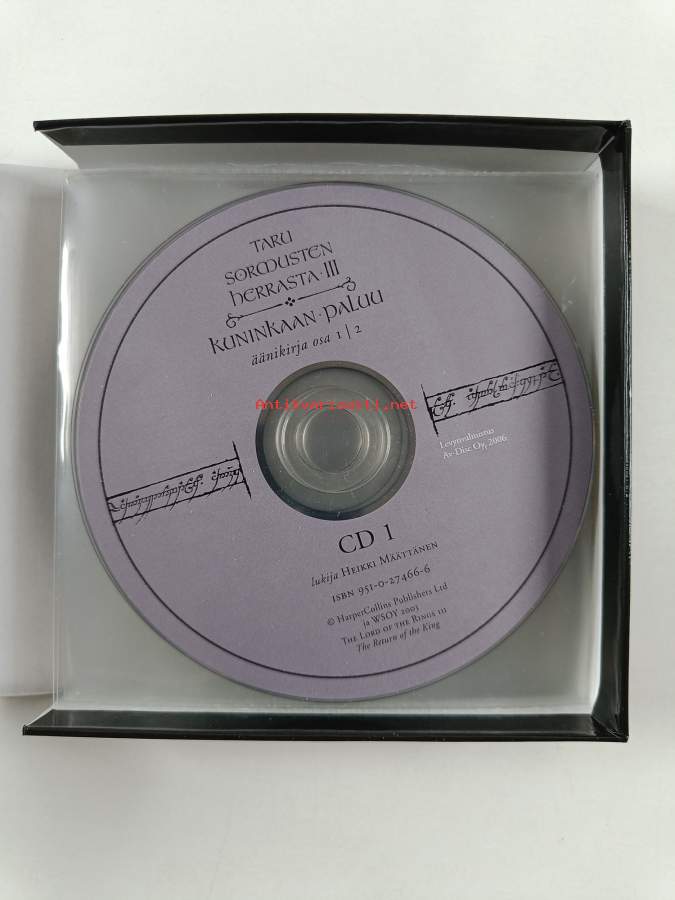 TARU
SORMUSTEN
HERRASTA · III
KUNINKAAN · PALUU
äänikirja osa 1 | 2
Antikvariaatti.net
Levynvalmistus
Av-Disc Oy, 2006
CD 1
lukija HEIKKI MÄÄTTÄNEN
ISBN 951-0-27466-6
© HarperCollins Publishers Ltd
ja WSOY 2003
THE LORD OF THE RINGS III
The Return of the King